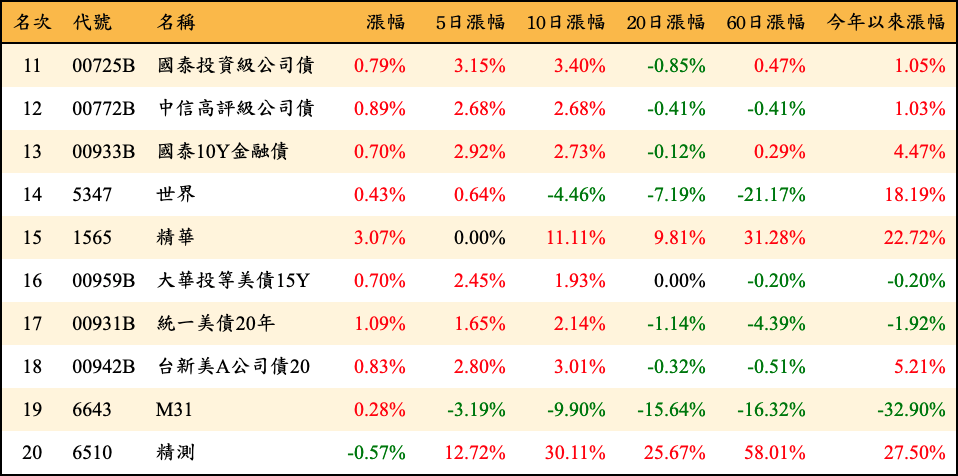 名次 代號 名稱 漲幅 5日漲幅 10日漲幅 20日漲幅 60日漲幅 今年以來漲幅
11 00725B 國泰投資級公司債 0.79% 3.15% 3.40% -0.85% 0.47% 1.05%
12 00772B 中信高評級公司債 0.89% 2.68% 2.68% -0.41% -0.41% 1.03%
13 00933B 國泰10Y金融債 0.70% 2.92% 2.73% -0.12% 0.29% 4.47%
14 5347 世界 0.43% 0.64% -4.46% -7.19% -21.17% 18.19%
15 1565 精華 3.07% 0.00% 11.11% 9.81% 31.28% 22.72%
16 00959B 大華投等美債15Y 0.70% 2.45% 1.93% 0.00% -0.20% -0.20%
17 00931B 統一美債20年 1.09% 1.65% 2.14% -1.14% -4.39% -1.92%
18 00942B 台新美A公司債20 0.83% 2.80% 3.01% -0.32% -0.51% 5.21%
19 6643 M31 0.28% -3.19% -9.90% -15.64% -16.32% -32.90%
20 6510 精測 -0.57% 12.72% 30.11% 25.67% 58.01% 27.50%